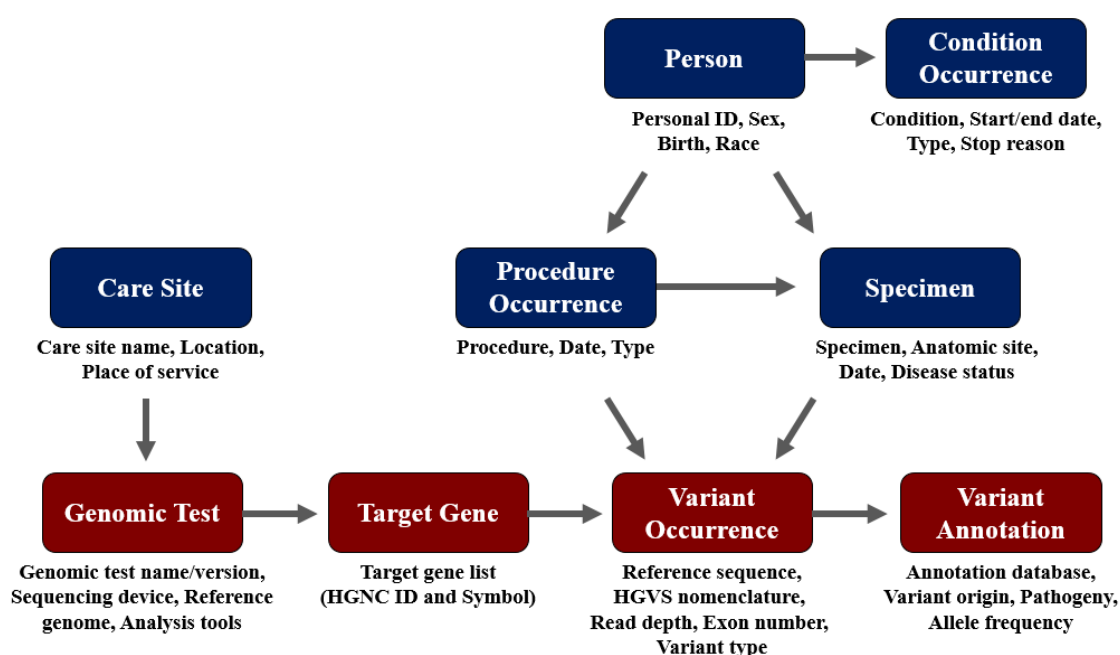 Person
Condition
Occurrence
Personal ID, Sex,
Birth, Race
Condition, Start/end date,
Type, Stop reason
Care Site
Procedure
Occurrence
Specimen
Care site name, Location,
Place of service
Procedure, Date, Type
Specimen, Anatomic site,
Date, Disease status
Genomic Test
Target Gene
Variant
Occurrence
Variant
Annotation
Genomic test name/version,
Sequencing device, Reference
genome, Analysis tools
Target gene list
(HGNC ID and Symbol)
Reference sequence,
HGVS nomenclature,
Read depth, Exon number,
Variant type
Annotation database,
Variant origin, Pathogeny,
Allele frequency